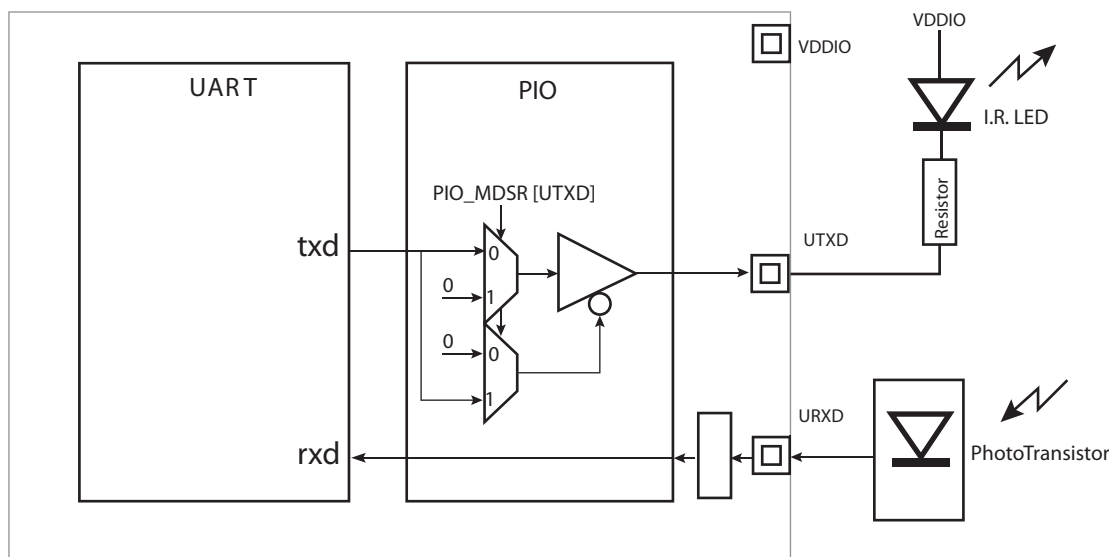 VDDIO
VDDIO
UART
PIO
I.R. LED
PIO_MDSR [UTXD]
Resistor
txd
0
UTXD
0
1
0
0
1
URXD
rxd
PhotoTransistor